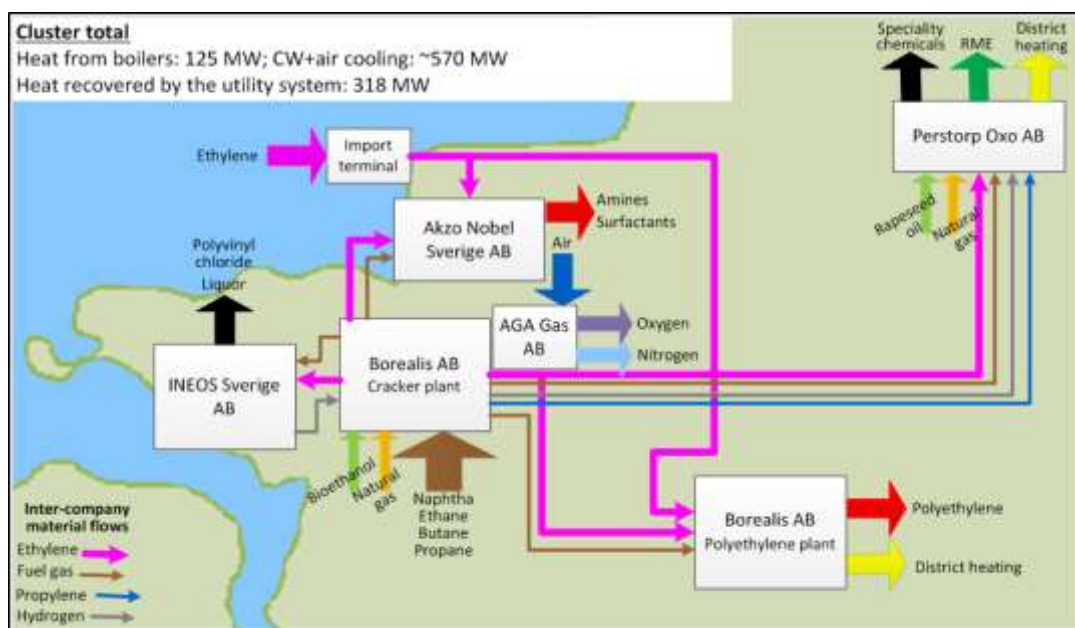 Cluster total
Heat from boilers: 125 MW; CW+air cooling: ~570 MW
Heat recovered by the utility system: 318 MW
Speciality
chemicals
RME
District
heating
Perstorp Oxo AB
Rapeseed
oil
Natural
gas
Ethylene
Import
terminal
Akzo Nobel
Sverige AB
Amines
Surfactants
Air
Polyvinyl
chloride
Liquor
AGA Gas
AB
Oxygen
Nitrogen
INEOS Sverige
AB
Borealis AB
Cracker plant
Bioethanol
Natural
gas
Naphtha
Ethane
Butane
Propane
Borealis AB
Polyethylene plant
Polyethylene
District heating
Inter-company
material flows
Ethylene
Fuel gas
Propylene
Hydrogen